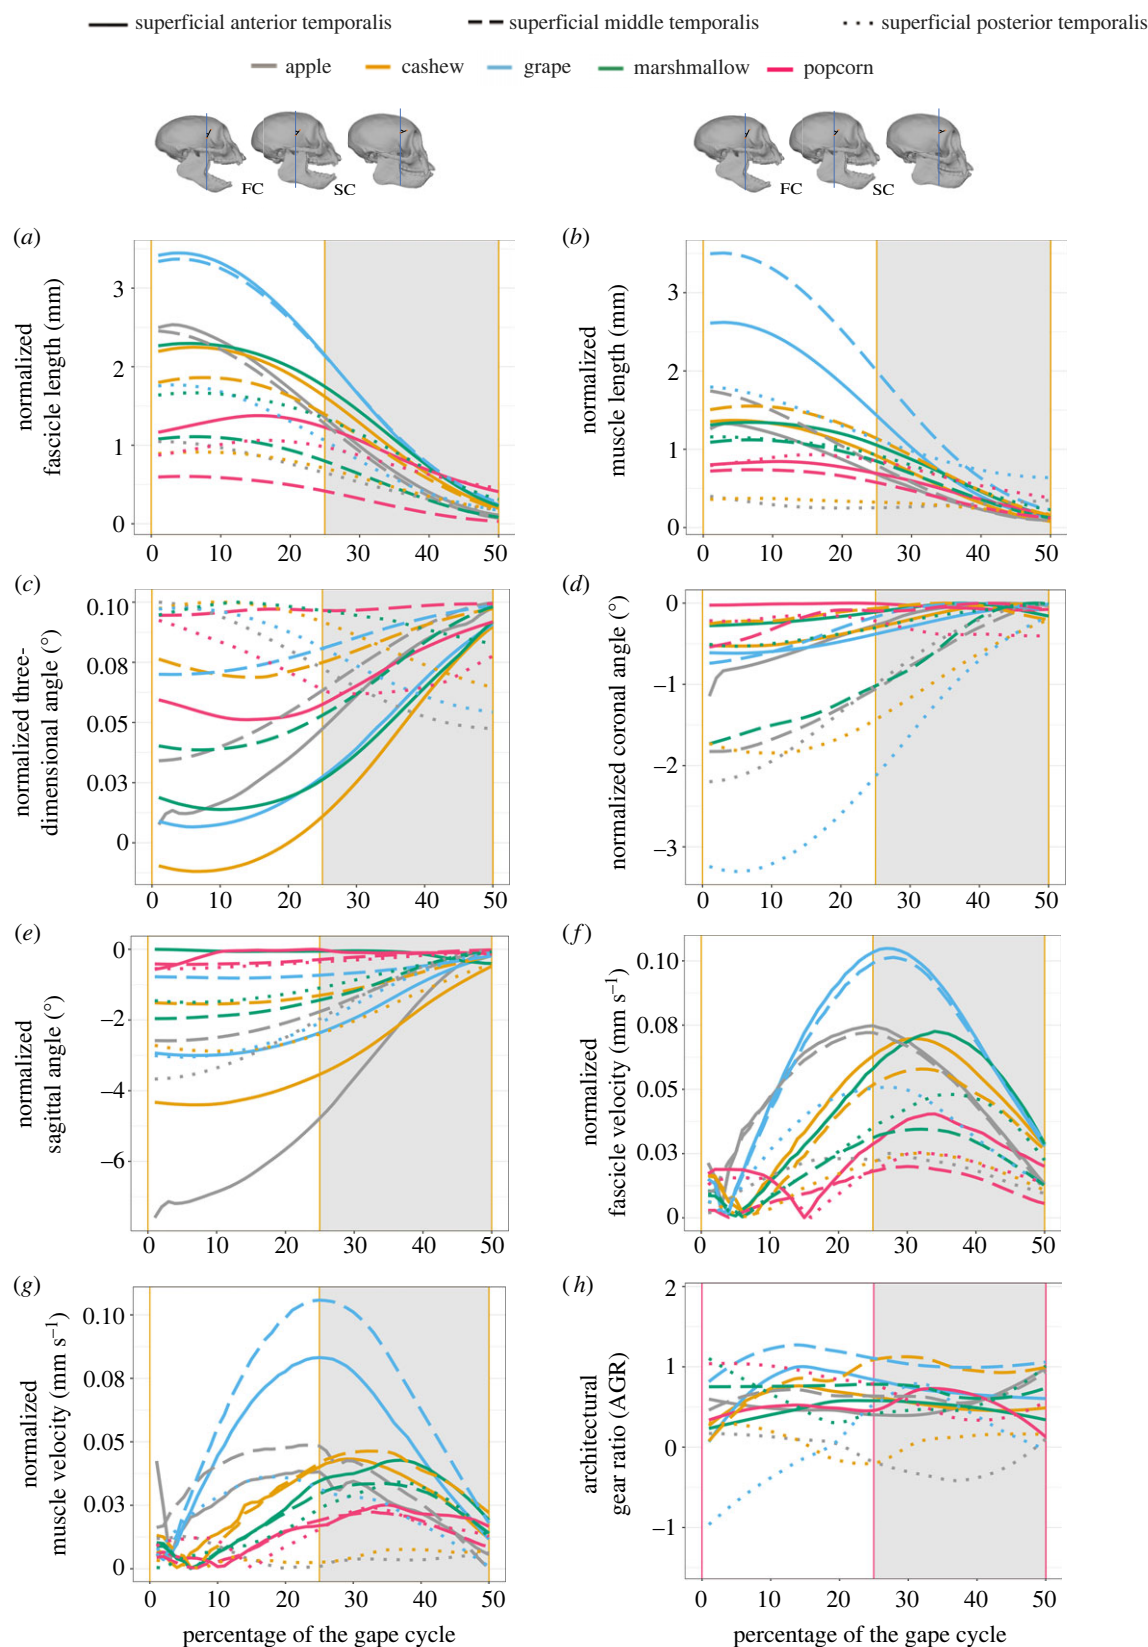 superficial anterior temporalis superficial middle temporalis superficial posterior temporalis
apple cashew grape marshmallow popcorn
FC SC FC SC
(a)
normalized
fascicle length (mm)
3
2
1
0
0 10 20 30 40 50
(b)
normalized
muscle length (mm)
3
2
1
0
0 10 20 30 40 50
(c)
normalized three-
dimensional angle (°)
0.10
0.08
0.05
0.03
0
0 10 20 30 40 50
(d)
normalized coronal angle (°)
0
−1
−2
−3
0 10 20 30 40 50
(e)
normalized
sagittal angle (°)
0
−2
−4
−6
0 10 20 30 40 50
(f)
normalized
fascicle velocity (mm s⁻¹)
0.10
0.08
0.05
0.03
0
0 10 20 30 40 50
(g)
normalized
muscle velocity (mm s⁻¹)
0.10
0.08
0.05
0.03
0
0 10 20 30 40 50
percentage of the gape cycle
(h)
architectural
gear ratio (AGR)
2
1
0
−1
0 10 20 30 40 50
percentage of the gape cycle